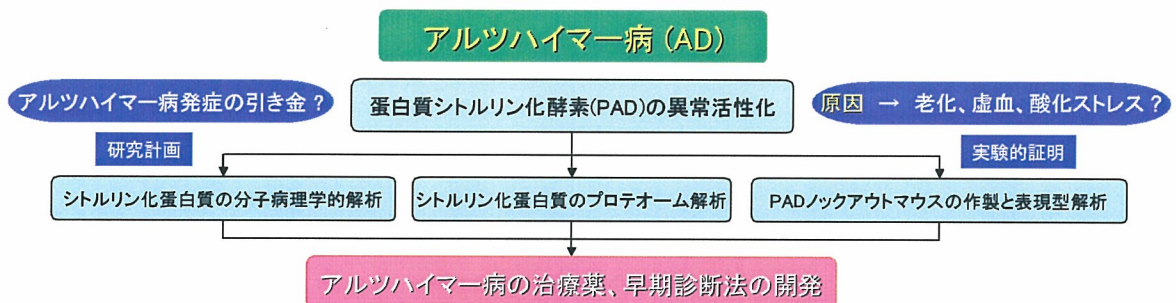 アルツハイマー病 (AD)
アルツハイマー病発症の引き金 ?
蛋白質シトルリン化酵素(PAD)の異常活性化
原因 → 老化、虚血、酸化ストレス ?
研究計画
実験的証明
シトルリン化蛋白質の分子病理学的解析
シトルリン化蛋白質のプロテオーム解析
PADノックアウトマウスの作製と表現型解析
アルツハイマー病の治療薬、早期診断法の開発